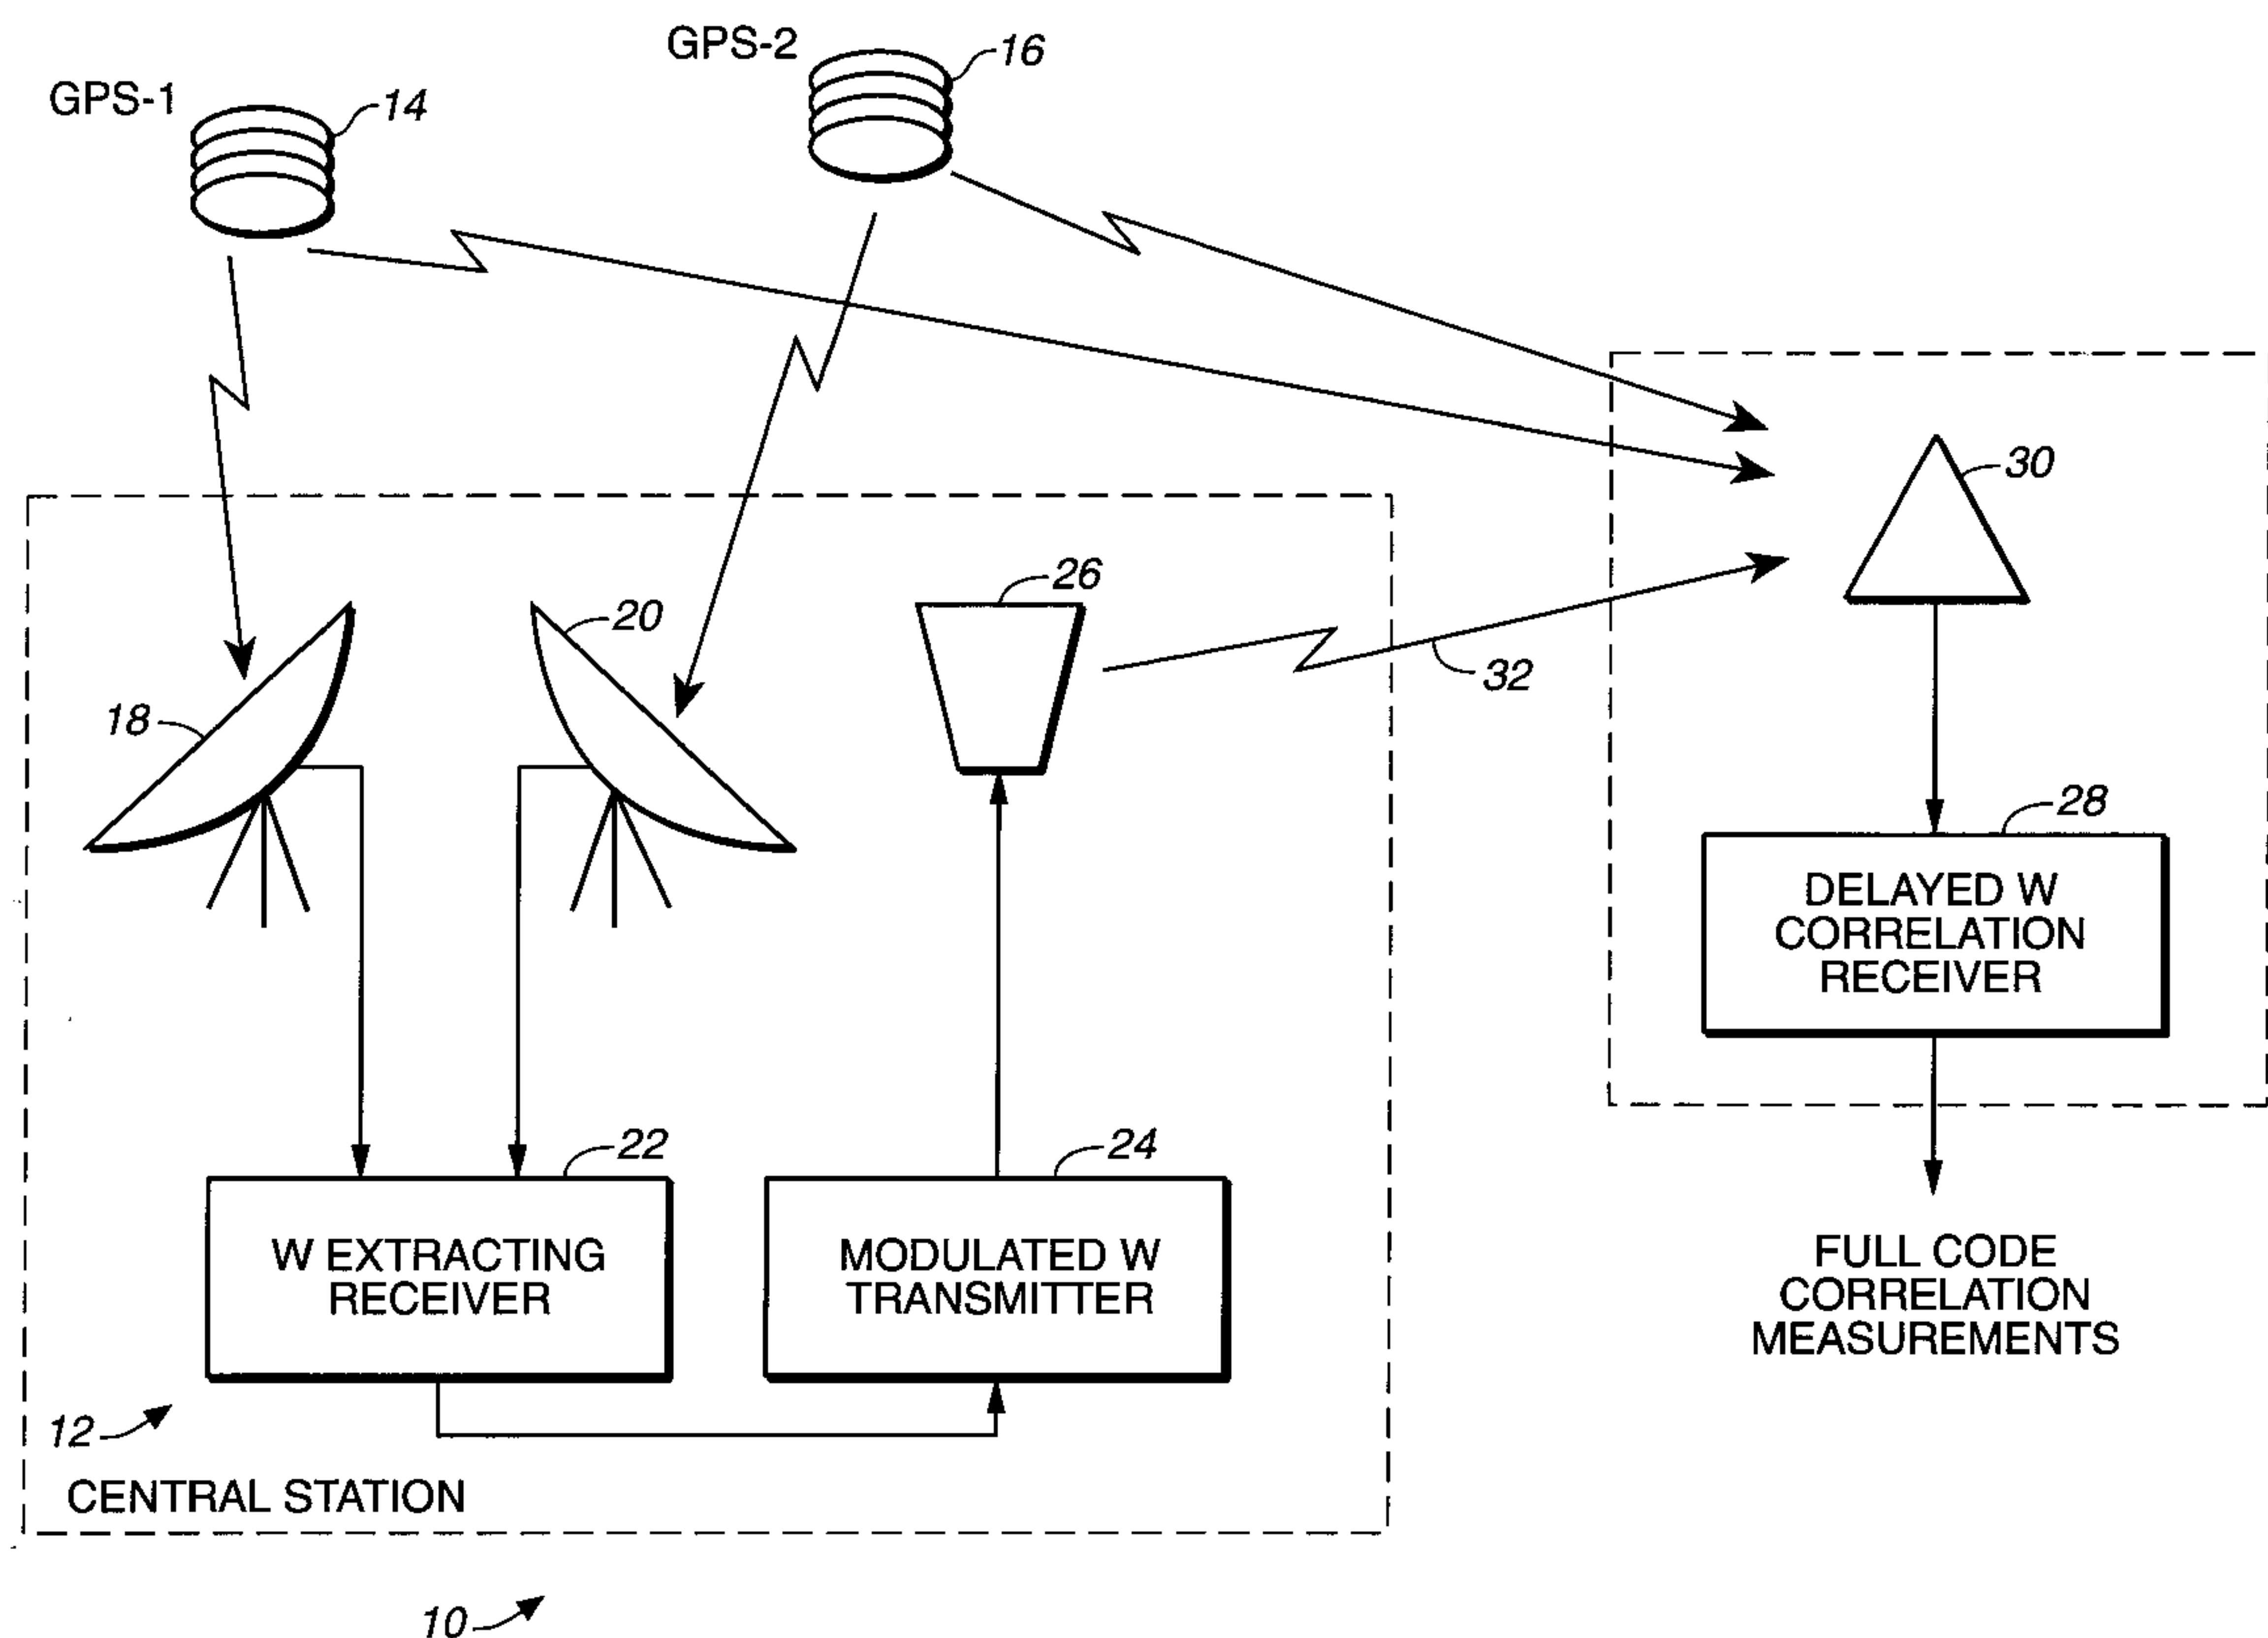 GPS-1
14
GPS-2
16
30
26
20
18
32
28
DELAYED W
CORRELATION
RECEIVER
22
24
W EXTRACTING
RECEIVER
MODULATED W
TRANSMITTER
FULL CODE
CORRELATION
MEASUREMENTS
12
CENTRAL STATION
10